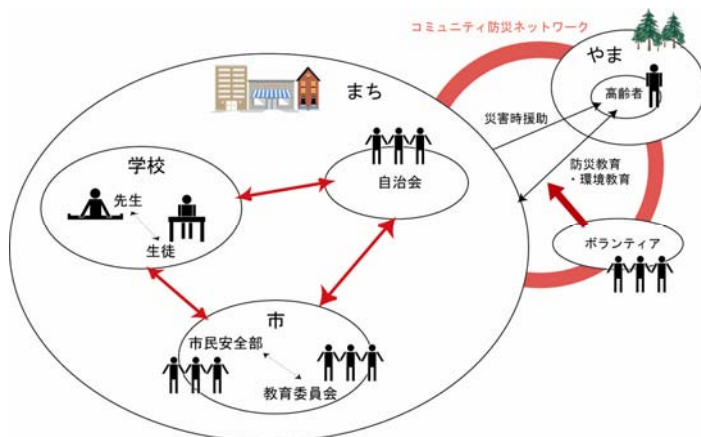 コミュニティ防災ネットワーク
やま
高齢者
まち
災害時援助
学校
先生
生徒
自治会
防災教育
・環境教育
ボランティア
市
市民安全部
教育委員会